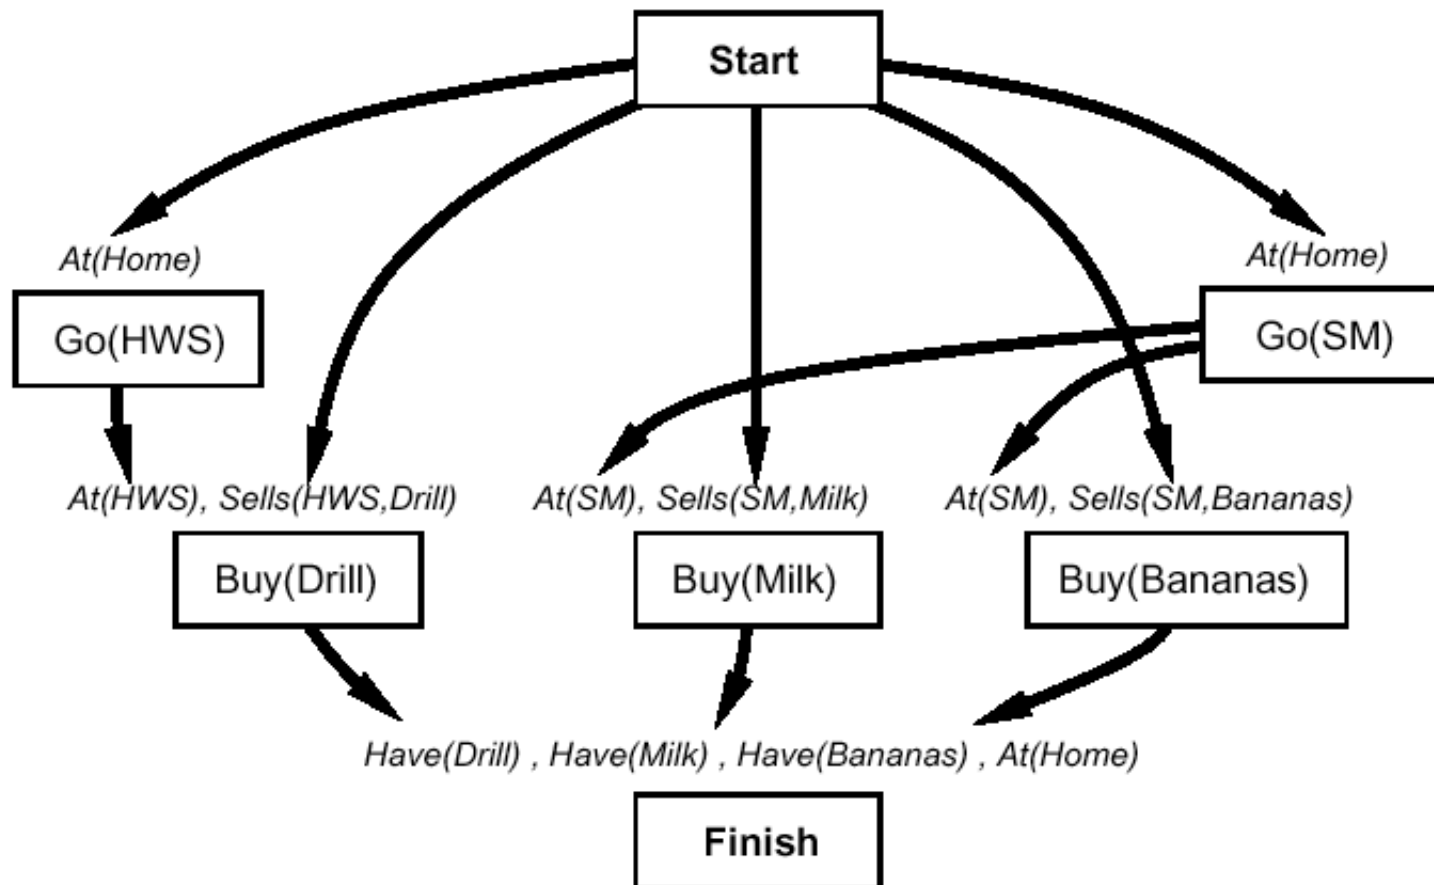 Start
At(Home)
At(Home)
Go(HWS)
Go(SM)
At(HWS), Sells(HWS,Drill)
At(SM), Sells(SM,Milk)
At(SM), Sells(SM,Bananas)
Buy(Drill)
Buy(Milk)
Buy(Bananas)
Have(Drill) , Have(Milk) , Have(Bananas) , At(Home)
Finish